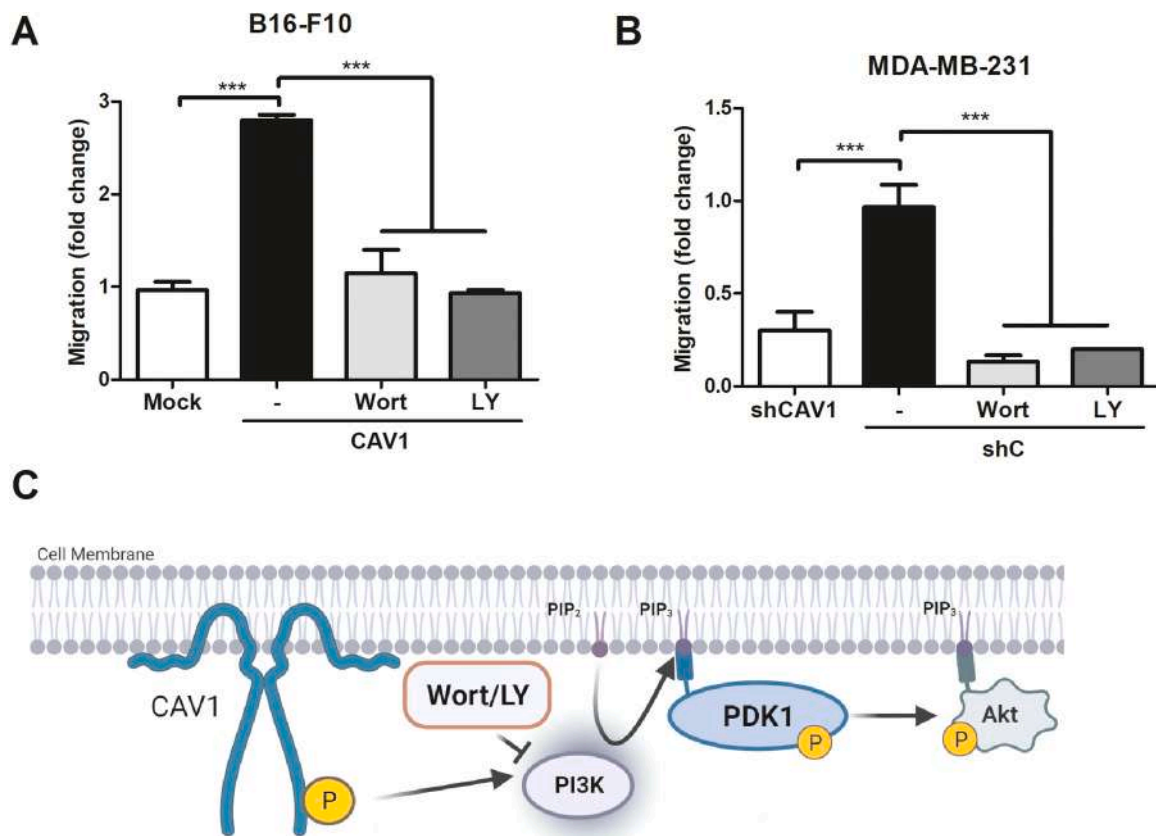 A
B16-F10
Migration (fold change)
3
2
1
0
***
***
Mock
-
Wort
LY
CAV1
B
MDA-MB-231
Migration (fold change)
1.5
1.0
0.5
0.0
***
***
shCAV1
-
Wort
LY
shC
C
Cell Membrane
PIP₂
PIP₃
PIP₃
CAV1
Wort/LY
PDK1
Akt
P
P
P
PI3K